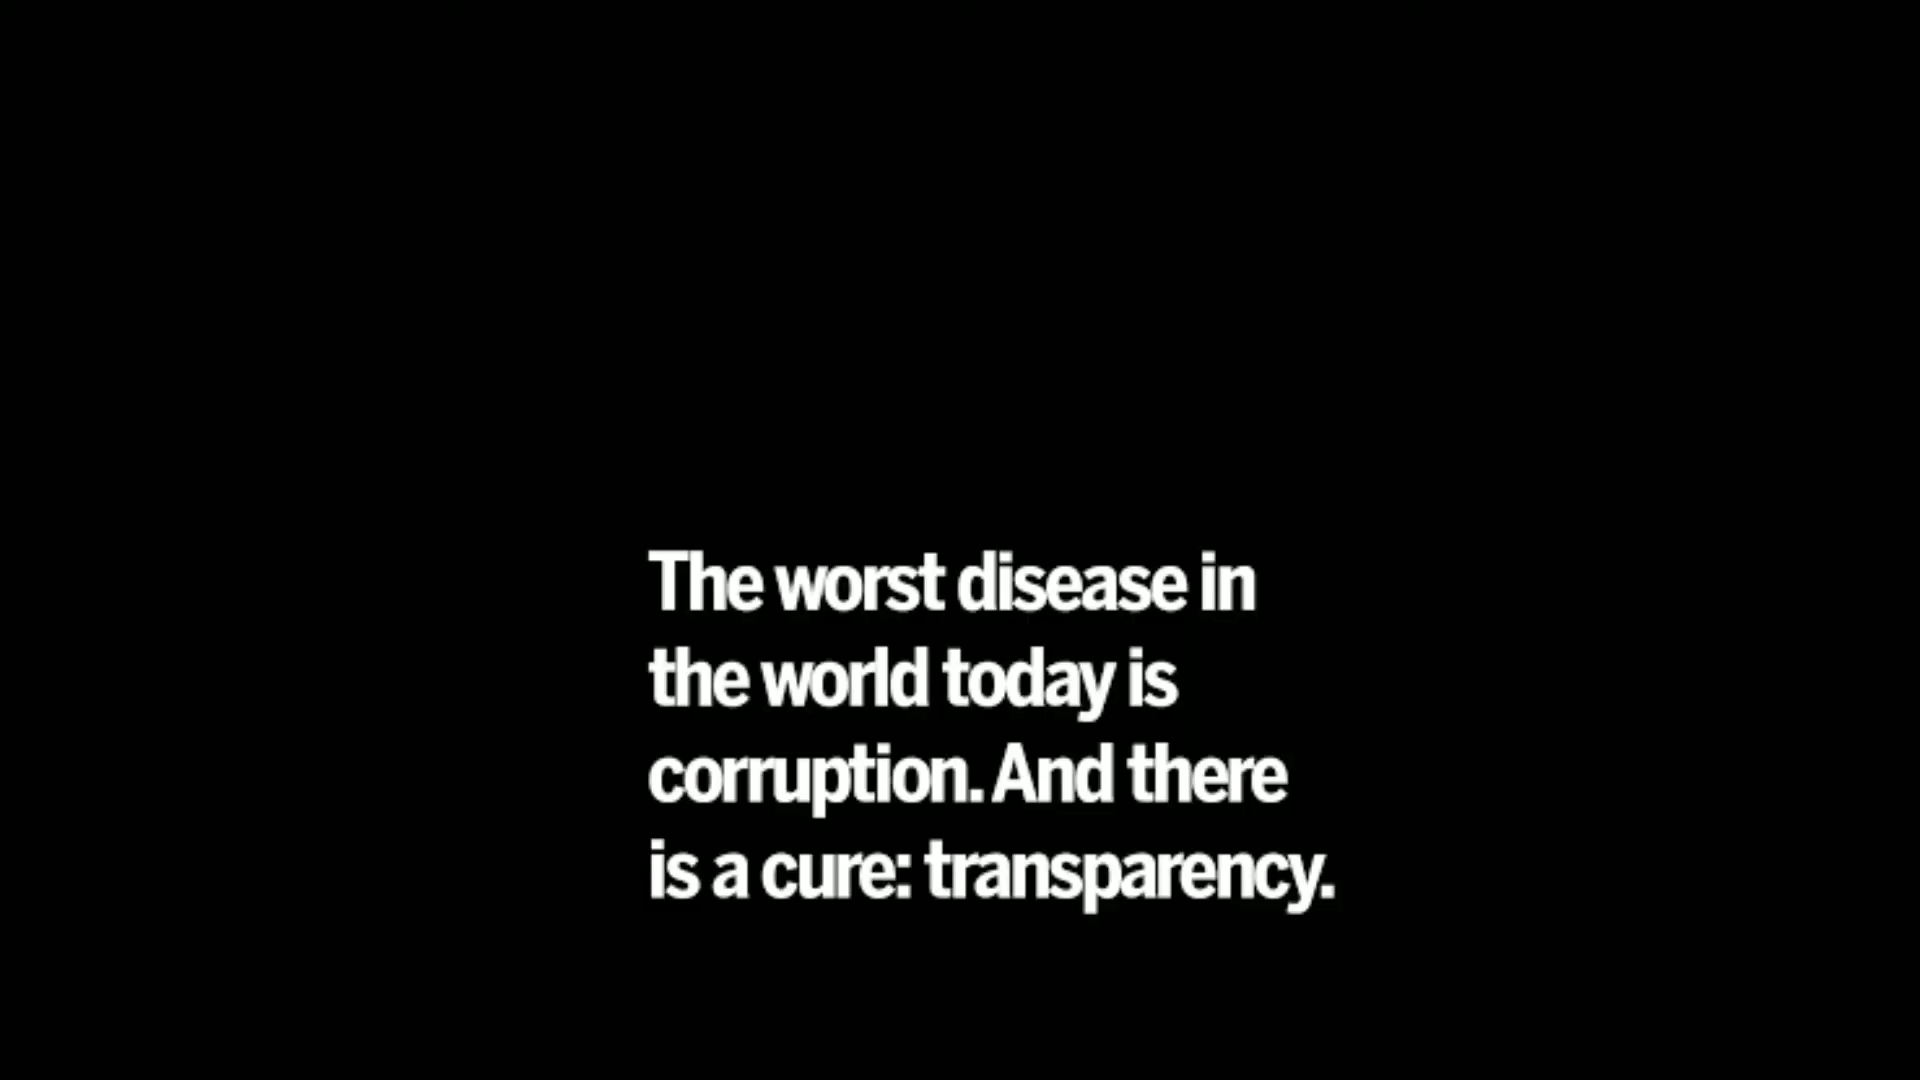 The worst disease in
the world today is
corruption. And there
is a cure: transparency.